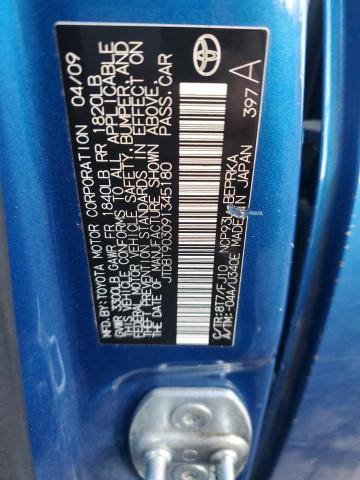 MFD.BY:TOYOTA MOTOR CORPORATION 04/09
GVWR 3300LB GAWR FR 1840LB RR 1820LB
THIS VEHICLE CONFORMS TO ALL APPLICABLE
FEDERAL MOTOR VEHICLE SAFETY, BUMPER, AND
THEFT PREVENTION STANDARDS IN EFFECT ON
THE DATE OF MANUFACTURE SHOWN ABOVE.
JTDBT903091345180 PASS.CAR
C/TR:8T7/FJ10 NCP93L- BEPRKA
A/TM:-04A/U340E MADE IN JAPAN
TOYOTA
397 A